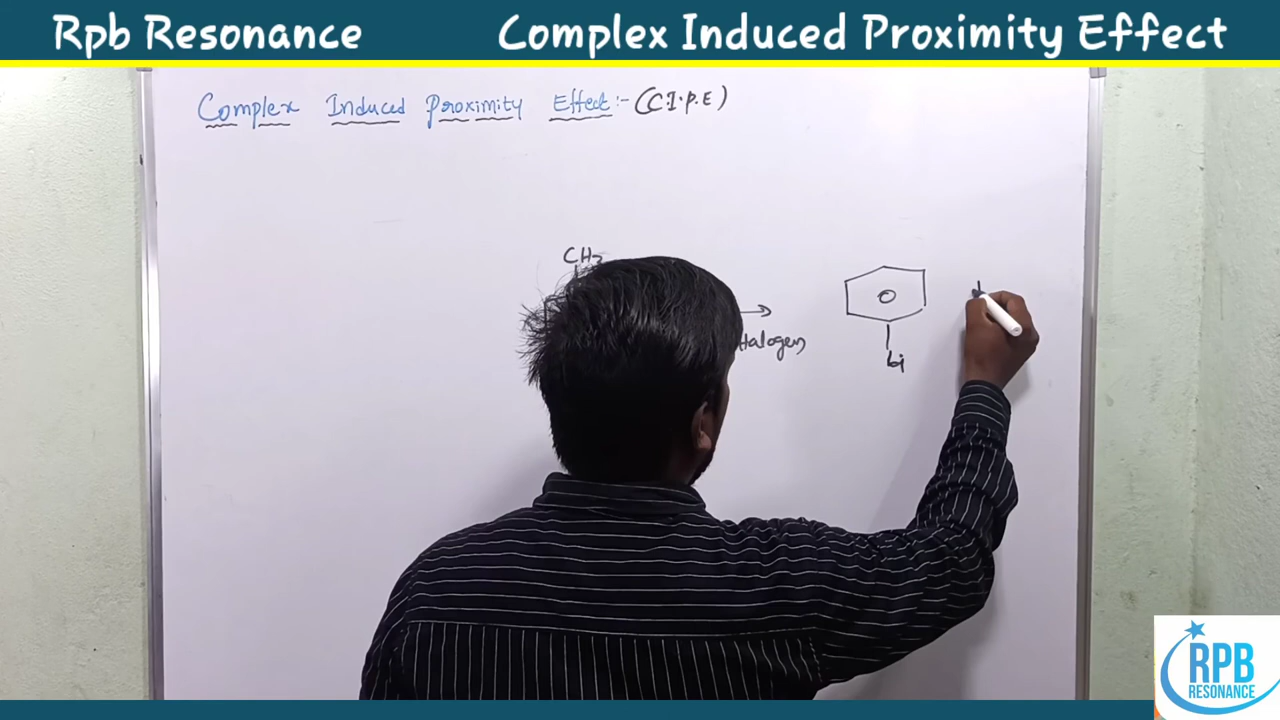 Rpb Resonance Complex Induced Proximity Effect
Complex Induced Proximity Effect:- (C.I.P.E)
CH3
Halogen
Li
RPB
RESONANCE